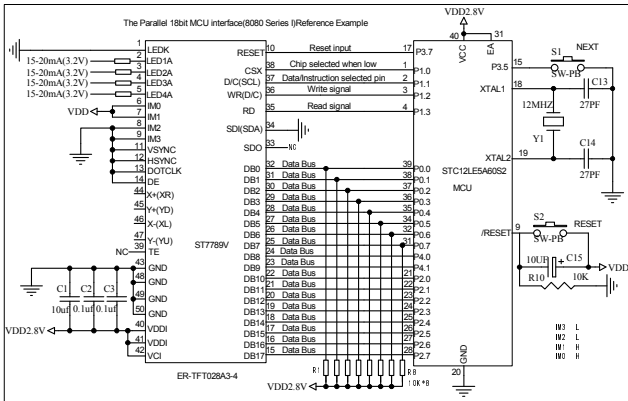 VDD2.8V
The Parallel 18bit MCU interface(8080 Series I)Reference Example
1 LEDK
15-20mA(3.2V) 2 LED1A
15-20mA(3.2V) 3 LED2A
15-20mA(3.2V) 4 LED3A
15-20mA(3.2V) 5 LED4A
6 IM0
VDD 7 IM1
8 IM2
9 IM3
11 VSYNC
12 HSYNC
13 DOTCLK
14 DE
44 X+(XR)
45 Y+(YD)
46 X-(XL)
47 Y-(YU)
NC 39 TE
43 GND
48 GND
49 GND
50 GND
C1 C2 C3
10uf 0.1uf 0.1uf
VDD2.8V 40 VDDI
41 VDDI
42 VCI
ST7789V
ER-TFT028A3-4
RESET 10 Reset input 17 P3.7
CSX 38 Chip selected when low 1 P1.0
D/C(SCL) 37 Data/Instruction selected pin 2 P1.1
WR(D/C) 36 Write signal 3 P1.2
RD 35 Read signal 4 P1.3
SDI(SDA) 34
SDO 33 NC
DB0 32 Data Bus 39 P0.0
DB1 31 Data Bus 38 P0.1
DB2 30 Data Bus 37 P0.2
DB3 29 Data Bus 36 P0.3
DB4 28 Data Bus 35 P0.4
DB5 27 Data Bus 34 P0.5
DB6 26 Data Bus 32 P0.6
DB7 25 Data Bus 31 P0.7
DB8 24 Data Bus P4.0
DB9 23 Data Bus P4.1
DB10 22 Data Bus 21 P2.0
DB11 21 Data Bus 22 P2.1
DB12 20 Data Bus 23 P2.2
DB13 19 Data Bus 24 P2.3
DB14 18 Data Bus 25 P2.4
DB15 17 Data Bus 26 P2.5
DB16 16 Data Bus 27 P2.6
DB17 15 Data Bus 28 P2.7
VDD2.8V R1 R8
10K*8
40 VCC 31 EA
STC12LE5A60S2
MCU
GND
20
P3.5 15 S1 NEXT
SW-PB
XTAL1 18 C13
27PF
12MHZ
Y1
XTAL2 19 C14
27PF
/RESET 9 S2 RESET
SW-PB
10UF + C15 VDD
R10 10K
IM3 L
IM2 L
IM1 H
IM0 H